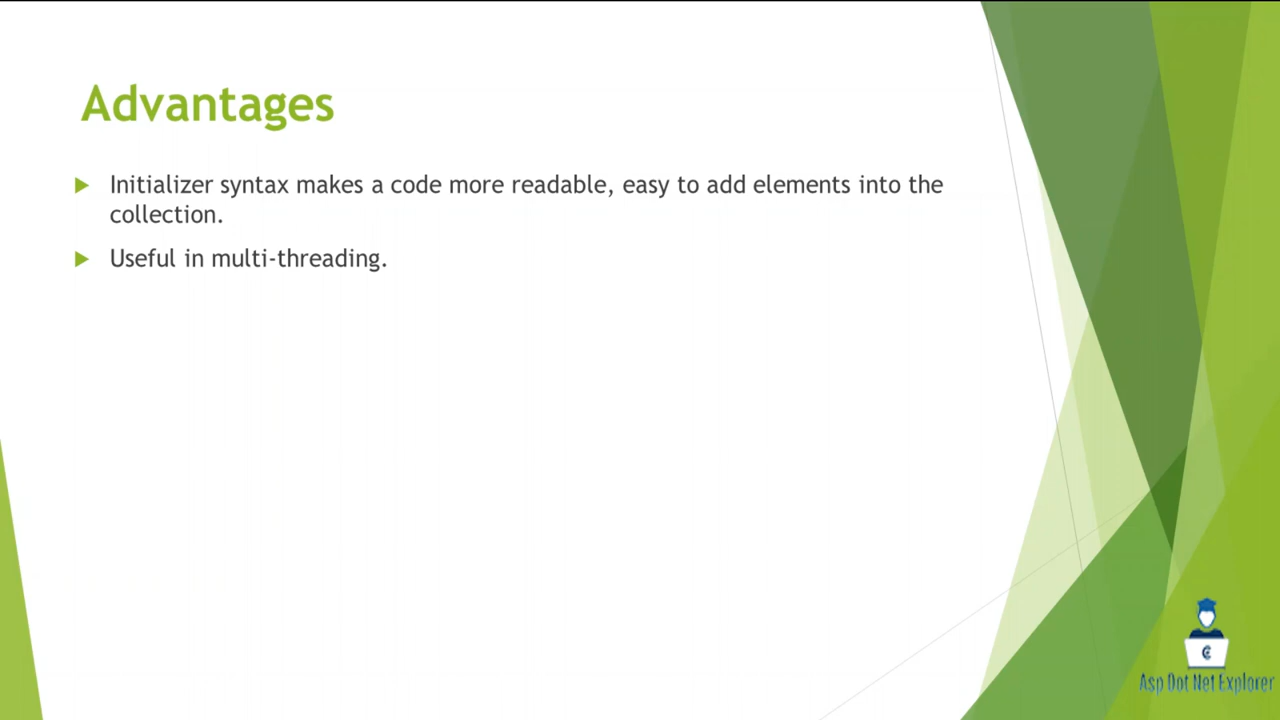 Advantages
Initializer syntax makes a code more readable, easy to add elements into the
collection.
Useful in multi-threading.
Asp Dot Net Explorer